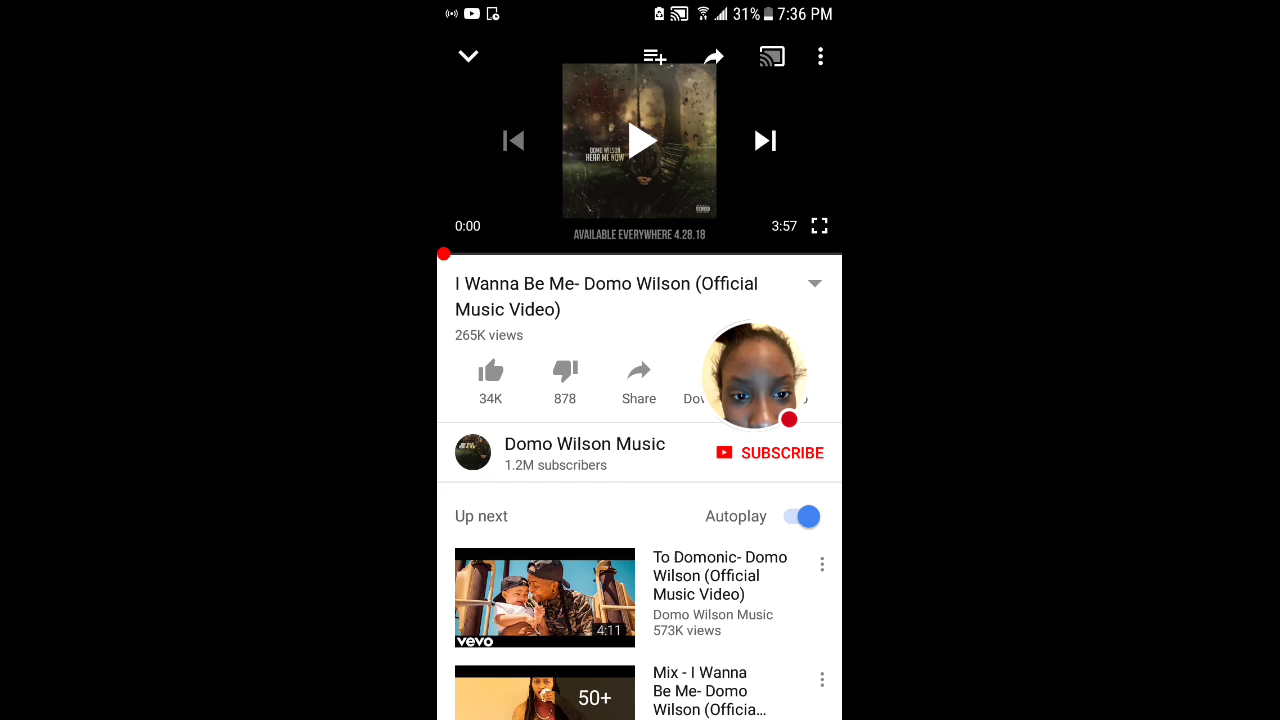 31% 7:36 PM
DOMO WILSON
HEAR ME NOW
0:00
3:57
AVAILABLE EVERYWHERE 4.28.18
I Wanna Be Me- Domo Wilson (Official
Music Video)
265K views
34K
878
Share
Domo Wilson Music
1.2M subscribers
SUBSCRIBE
Up next
Autoplay
To Domonic- Domo
Wilson (Official
Music Video)
Domo Wilson Music
573K views
4:11
vevo
Mix - I Wanna
Be Me- Domo
Wilson (Officia...
50+